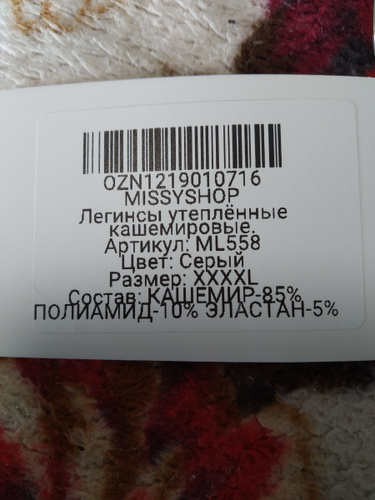 OZN1219010716
MISSYSHOP
Легинсы утеплённые
кашемировые.
Артикул: ML558
Цвет: Серый
Размер: XXXXL
Состав: КАШЕМИР-85%
ПОЛИАМИД-10% ЭЛАСТАН-5%